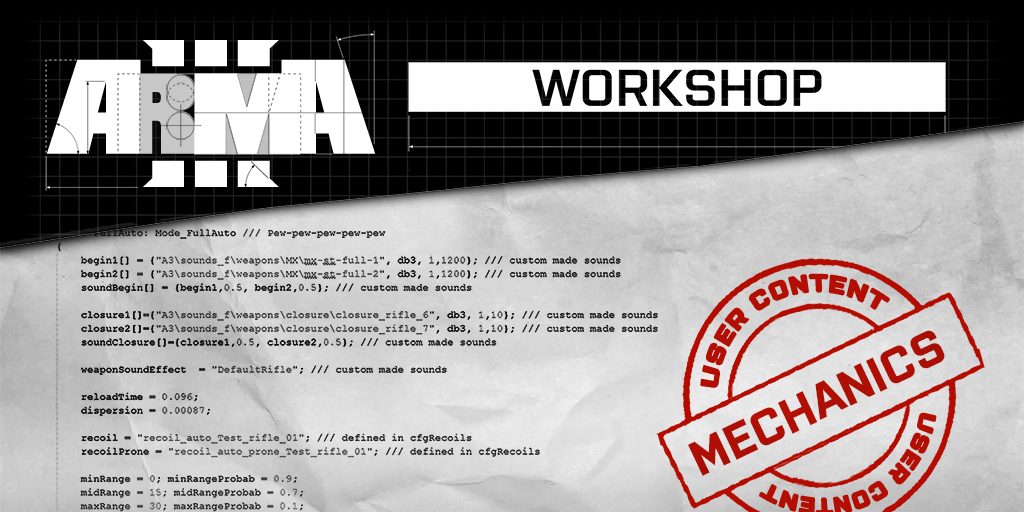 ARMA
III
WORKSHOP
FullAuto: Mode_FullAuto /// Pew-pew-pew-pew-pew
{
begin1[] = {"A3\sounds_f\weapons\MX\mx-st-full-1", db3, 1,1200}; /// custom made sounds
begin2[] = {"A3\sounds_f\weapons\MX\mx-st-full-2", db3, 1,1200}; /// custom made sounds
soundBegin[] = {begin1,0.5, begin2,0.5}; /// custom made sounds
closure1[]={"A3\sounds_f\weapons\closure\closure_rifle_6", db3, 1,10}; /// custom made sounds
closure2[]={"A3\sounds_f\weapons\closure\closure_rifle_7", db3, 1,10}; /// custom made sounds
soundClosure[]={closure1,0.5, closure2,0.5}; /// custom made sounds
weaponSoundEffect  = "DefaultRifle"; /// custom made sounds
reloadTime = 0.096;
dispersion = 0.00087;
recoil = "recoil_auto_Test_rifle_01"; /// defined in cfgRecoils
recoilProne = "recoil_auto_prone_Test_rifle_01"; /// defined in cfgRecoils
minRange = 0; minRangeProbab = 0.9;
midRange = 15; midRangeProbab = 0.7;
maxRange = 30; maxRangeProbab = 0.1;
USER CONTENT
MECHANICS
USER CONTENT